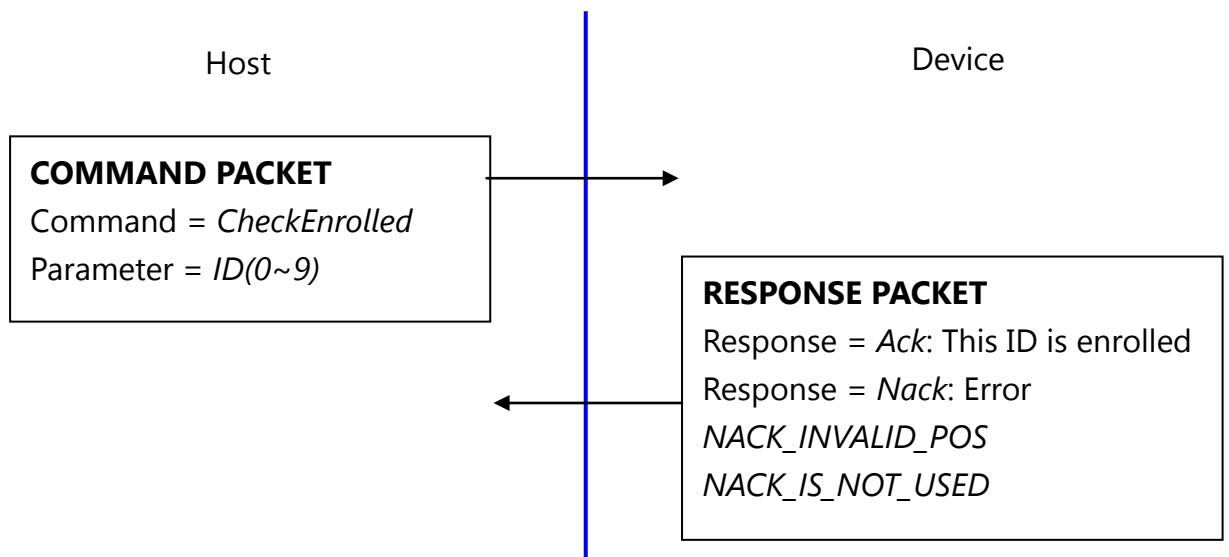 Host
Device
COMMAND PACKET
Command = CheckEnrolled
Parameter = ID(0~9)
RESPONSE PACKET
Response = Ack: This ID is enrolled
Response = Nack: Error
NACK_INVALID_POS
NACK_IS_NOT_USED